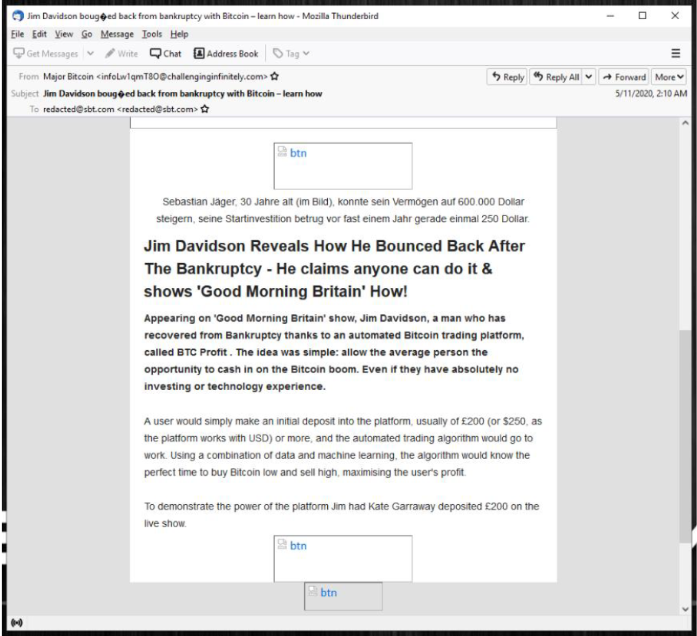 Jim Davidson boug�ed back from bankruptcy with Bitcoin – learn how - Mozilla Thunderbird
File Edit View Go Message Tools Help
Get Messages Write Chat Address Book Tag
From Major Bitcoin <infoLw1qmT8O@challenginginfinitely.com> Reply Reply All Forward More
Subject Jim Davidson boug�ed back from bankruptcy with Bitcoin – learn how 5/11/2020, 2:10 AM
To redacted@sbt.com <redacted@sbt.com>
btn
Sebastian Jäger, 30 Jahre alt (im Bild), konnte sein Vermögen auf 600.000 Dollar
steigern, seine Startinvestition betrug vor fast einem Jahr gerade einmal 250 Dollar.
Jim Davidson Reveals How He Bounced Back After
The Bankruptcy - He claims anyone can do it &
shows 'Good Morning Britain' How!
Appearing on 'Good Morning Britain' show, Jim Davidson, a man who has
recovered from Bankruptcy thanks to an automated Bitcoin trading platform,
called BTC Profit . The idea was simple: allow the average person the
opportunity to cash in on the Bitcoin boom. Even if they have absolutely no
investing or technology experience.
A user would simply make an initial deposit into the platform, usually of £200 (or $250, as
the platform works with USD) or more, and the automated trading algorithm would go to
work. Using a combination of data and machine learning, the algorithm would know the
perfect time to buy Bitcoin low and sell high, maximising the user's profit.
To demonstrate the power of the platform Jim had Kate Garraway deposited £200 on the
live show.
btn
btn